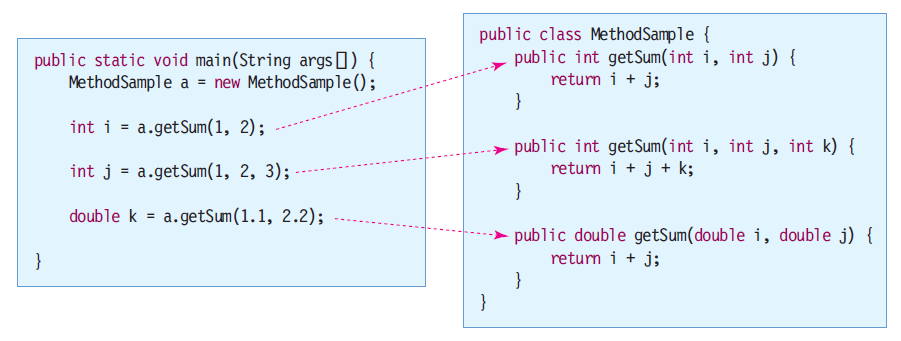 public static void main(String args[]) {
MethodSample a = new MethodSample();
int i = a.getSum(1, 2);
int j = a.getSum(1, 2, 3);
double k = a.getSum(1.1, 2.2);
}
public class MethodSample {
public int getSum(int i, int j) {
return i + j;
}
public int getSum(int i, int j, int k) {
return i + j + k;
}
public double getSum(double i, double j) {
return i + j;
}
}